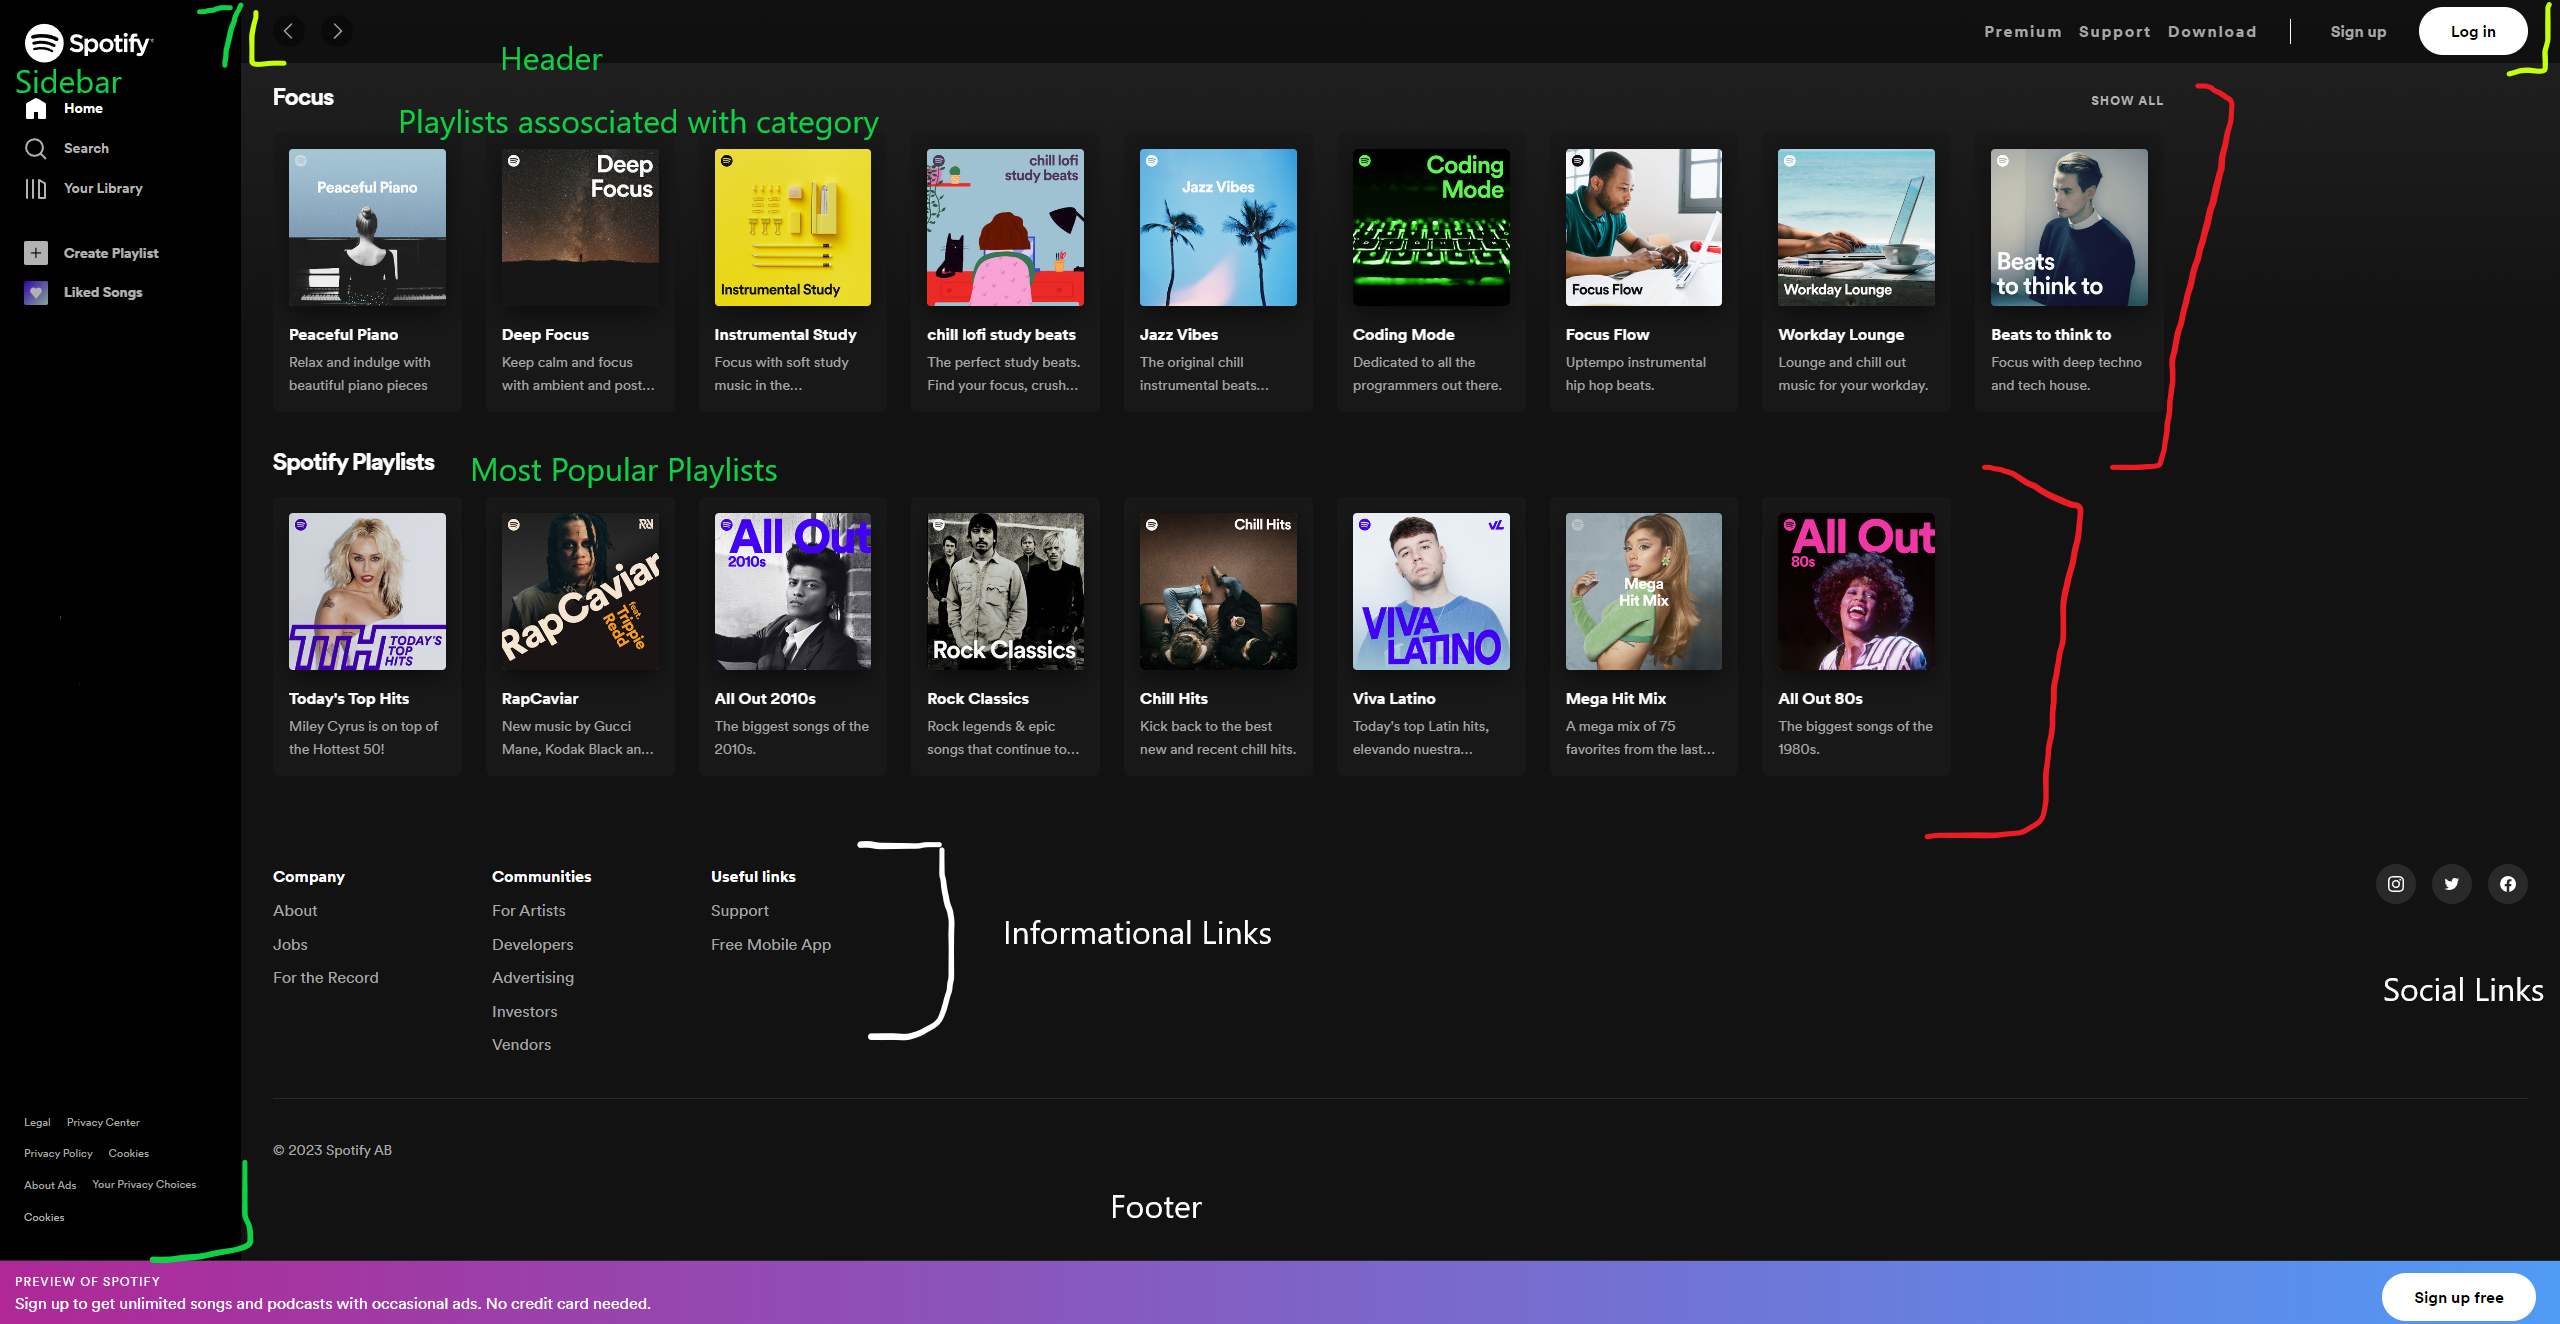 Spotify
Sidebar
Home
Search
Your Library
Create Playlist
Liked Songs
Legal Privacy Center
Privacy Policy Cookies
About Ads Your Privacy Choices
Cookies
Header
Premium Support Download Sign up Log in
Focus
SHOW ALL
Playlists assosciated with category
Peaceful Piano
Deep
Focus
Instrumental Study
chill lofi
study beats
Jazz Vibes
Coding
Mode
Focus Flow
Workday Lounge
Beats
to think to
Peaceful Piano
Relax and indulge with
beautiful piano pieces
Deep Focus
Keep calm and focus
with ambient and post...
Instrumental Study
Focus with soft study
music in the...
chill lofi study beats
The perfect study beats.
Find your focus, crush...
Jazz Vibes
The original chill
instrumental beats...
Coding Mode
Dedicated to all the
programmers out there.
Focus Flow
Uptempo instrumental
hip hop beats.
Workday Lounge
Lounge and chill out
music for your workday.
Beats to think to
Focus with deep techno
and tech house.
Spotify Playlists
Most Popular Playlists
TTH TODAY'S
TOP
HITS
RapCaviar
feat.
Trippie
Redd
All Out
2010s
Rock Classics
Chill Hits
VIVA
LATINO
Mega
Hit Mix
All Out
80s
Today's Top Hits
Miley Cyrus is on top of
the Hottest 50!
RapCaviar
New music by Gucci
Mane, Kodak Black an...
All Out 2010s
The biggest songs of the
2010s.
Rock Classics
Rock legends & epic
songs that continue to...
Chill Hits
Kick back to the best
new and recent chill hits.
Viva Latino
Today's top Latin hits,
elevando nuestra...
Mega Hit Mix
A mega mix of 75
favorites from the last...
All Out 80s
The biggest songs of the
1980s.
Company
About
Jobs
For the Record
Communities
For Artists
Developers
Advertising
Investors
Vendors
Useful links
Support
Free Mobile App
Informational Links
Social Links
© 2023 Spotify AB
Footer
PREVIEW OF SPOTIFY
Sign up to get unlimited songs and podcasts with occasional ads. No credit card needed.
Sign up free